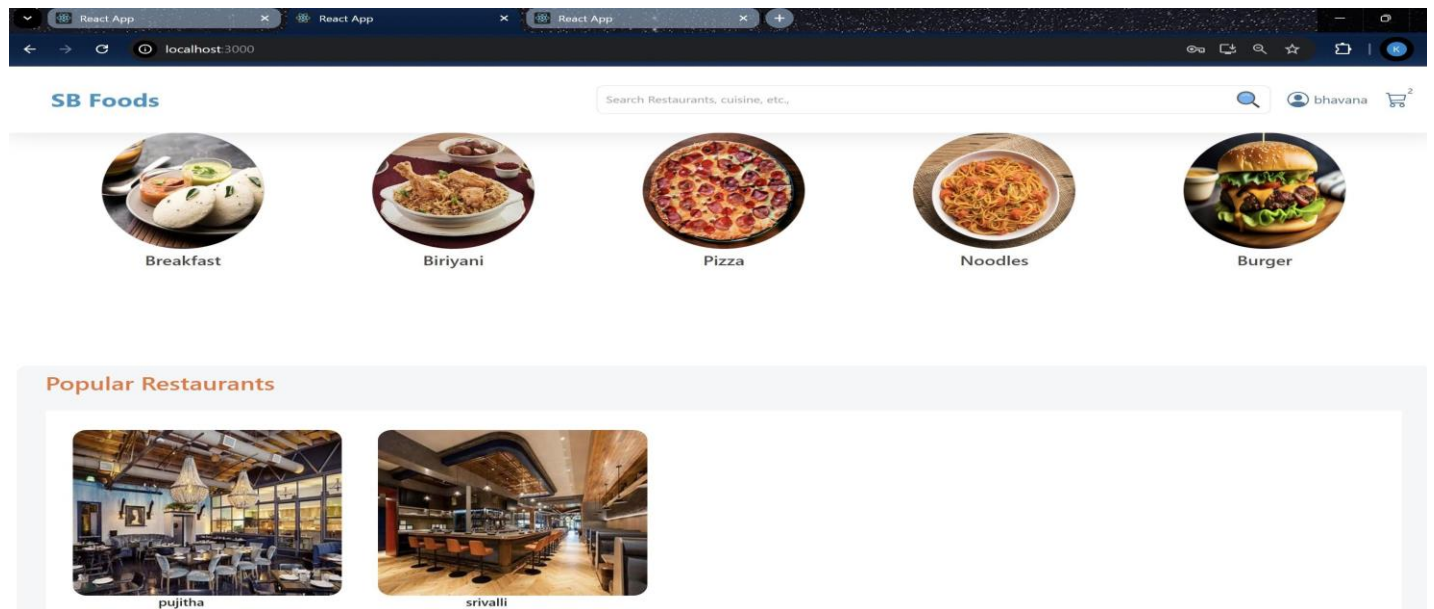 React App React App React App
localhost:3000 K
SB Foods Search Restaurants, cuisine, etc., bhavana 2
Breakfast Biriyani Pizza Noodles Burger
Popular Restaurants
pujitha srivalli